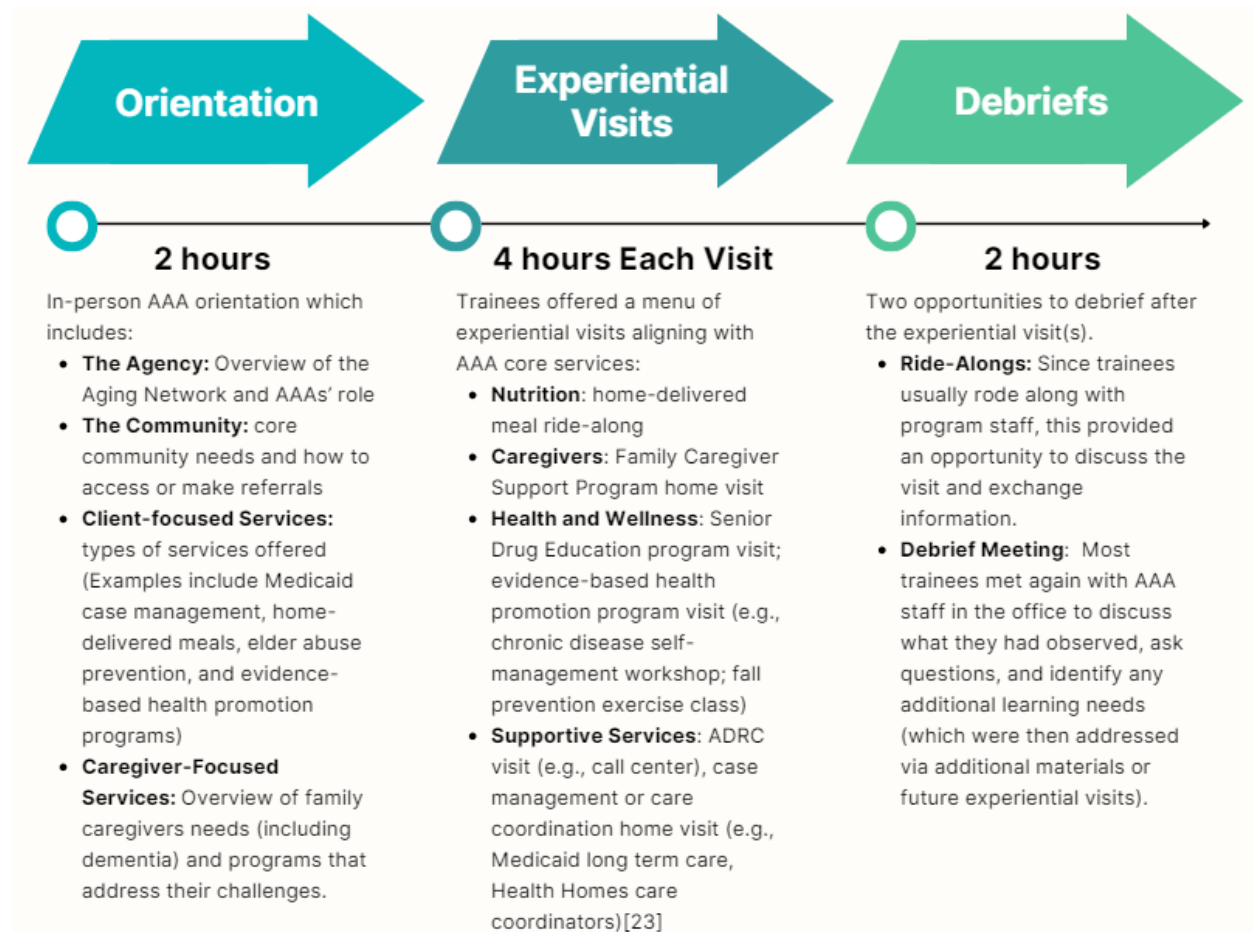 Orientation
Experiential
Visits
Debriefs
2 hours
In-person AAA orientation which
includes:
• The Agency: Overview of the
Aging Network and AAAs’ role
• The Community: core
community needs and how to
access or make referrals
• Client-focused Services:
types of services offered
(Examples include Medicaid
case management, home-
delivered meals, elder abuse
prevention, and evidence-
based health promotion
programs)
• Caregiver-Focused
Services: Overview of family
caregivers needs (including
dementia) and programs that
address their challenges.
4 hours Each Visit
Trainees offered a menu of
experiential visits aligning with
AAA core services:
• Nutrition: home-delivered
meal ride-along
• Caregivers: Family Caregiver
Support Program home visit
• Health and Wellness: Senior
Drug Education program visit;
evidence-based health
promotion program visit (e.g.,
chronic disease self-
management workshop; fall
prevention exercise class)
• Supportive Services: ADRC
visit (e.g., call center), case
management or care
coordination home visit (e.g.,
Medicaid long term care,
Health Homes care
coordinators)[23]
2 hours
Two opportunities to debrief after
the experiential visit(s).
• Ride-Alongs: Since trainees
usually rode along with
program staff, this provided
an opportunity to discuss the
visit and exchange
information.
• Debrief Meeting:  Most
trainees met again with AAA
staff in the office to discuss
what they had observed, ask
questions, and identify any
additional learning needs
(which were then addressed
via additional materials or
future experiential visits).